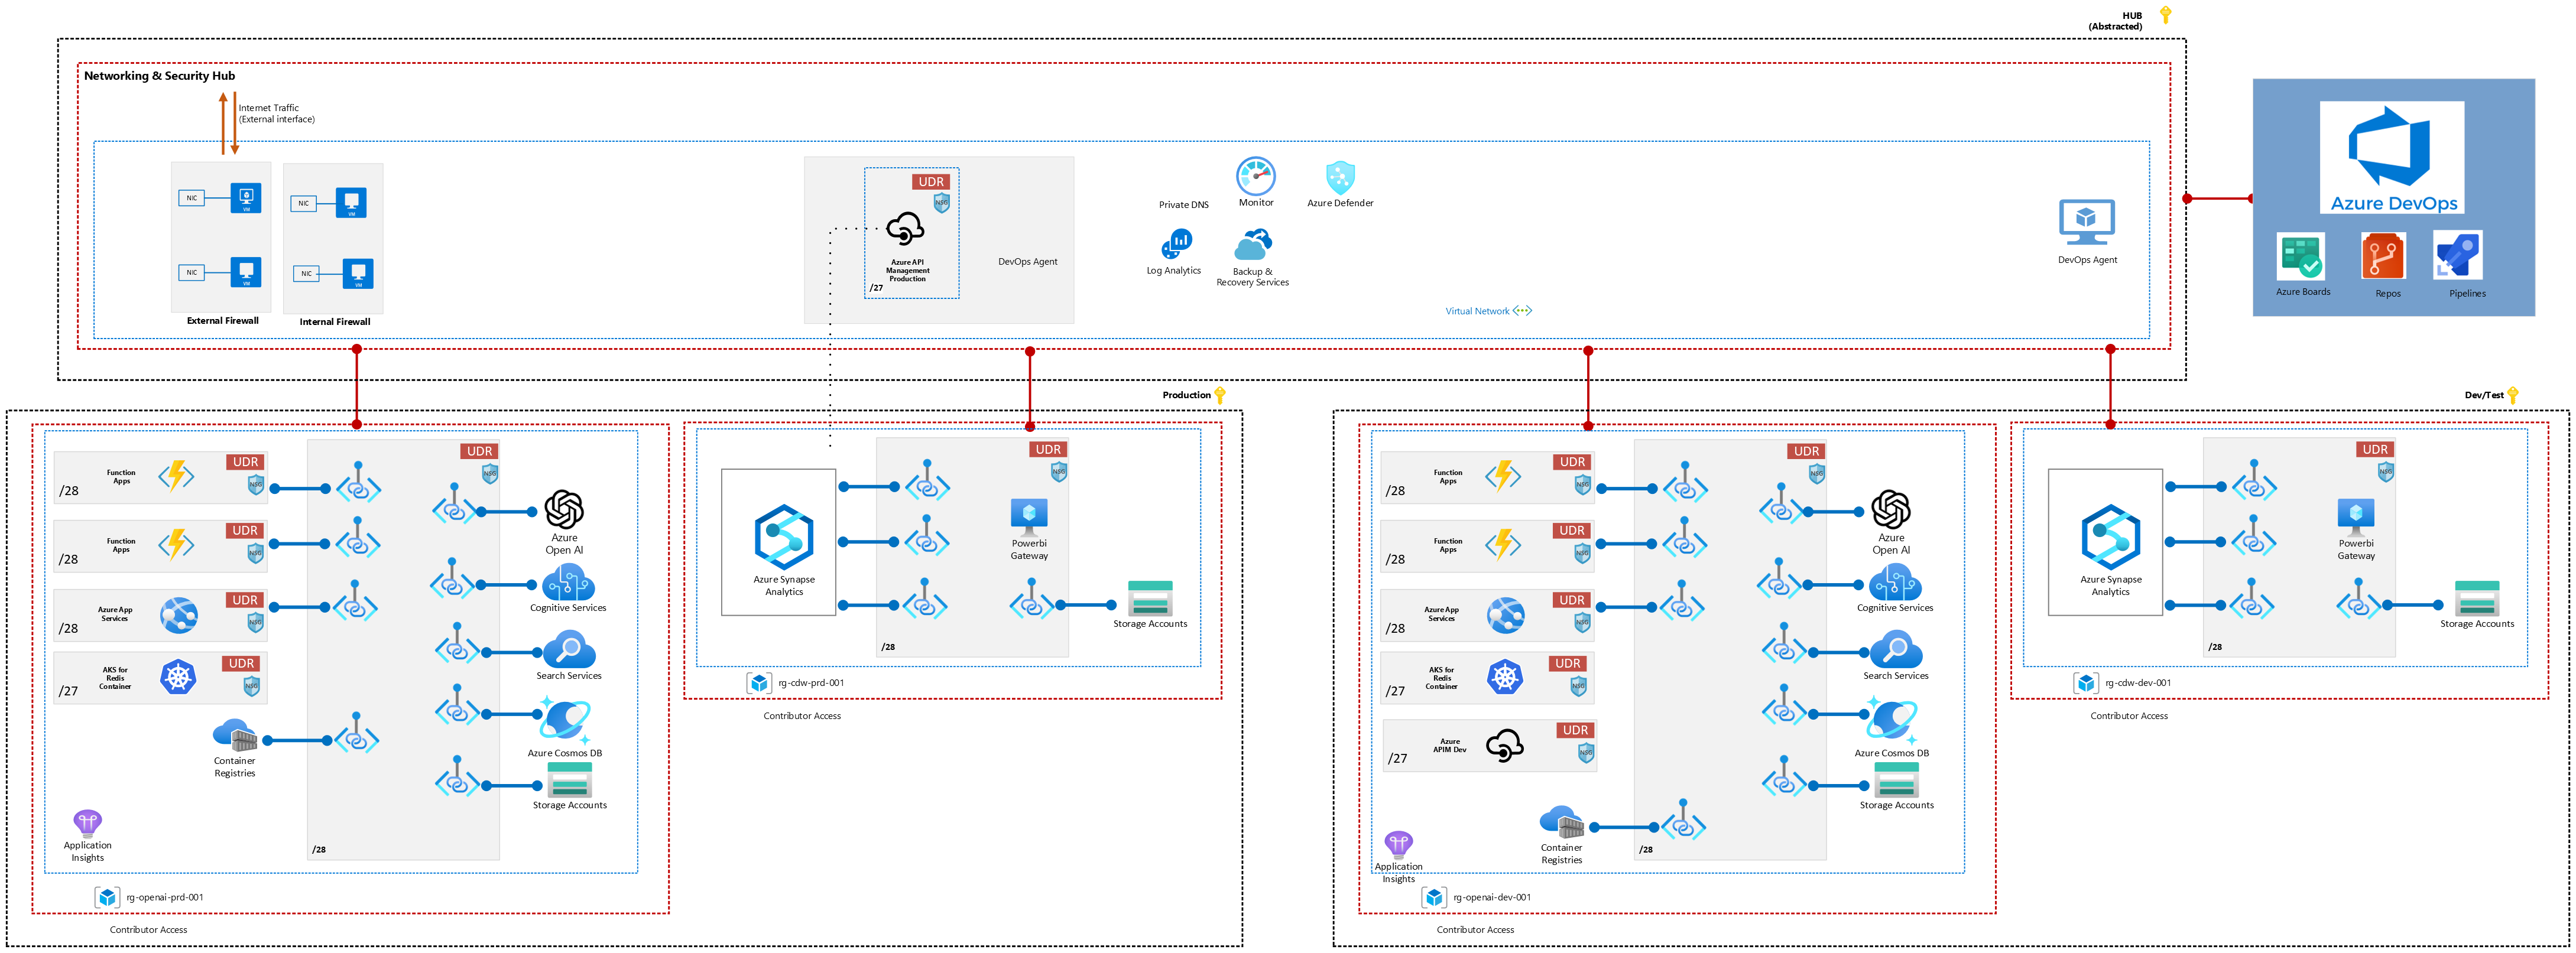 HUB
(Abstracted)
Networking & Security Hub
Internet Traffic
(External interface)
NIC
VM
NIC
VM
NIC
VM
NIC
VM
External Firewall
Internal Firewall
UDR
NSG
Azure API
Management
Production
/27
DevOps Agent
Private DNS
Monitor
Azure Defender
Log Analytics
Backup &
Recovery Services
Virtual Network
DevOps Agent
Azure DevOps
Azure Boards
Repos
Pipelines
Production
Function
Apps
/28
UDR
NSG
Function
Apps
/28
UDR
NSG
Azure App
Services
/28
UDR
NSG
AKS for
Redis
Container
/27
UDR
NSG
Container
Registries
Application
Insights
UDR
NSG
/28
Azure
Open AI
Cognitive Services
Search Services
Azure Cosmos DB
Storage Accounts
rg-openai-prd-001
Contributor Access
Azure Synapse
Analytics
UDR
NSG
Powerbi
Gateway
/28
Storage Accounts
rg-cdw-prd-001
Contributor Access
Dev/Test
Function
Apps
/28
UDR
NSG
Function
Apps
/28
UDR
NSG
Azure App
Services
/28
UDR
NSG
AKS for
Redis
Container
/27
UDR
NSG
Azure
APIM Dev
/27
UDR
NSG
Container
Registries
Application
Insights
UDR
NSG
/28
Azure
Open AI
Cognitive Services
Search Services
Azure Cosmos DB
Storage Accounts
rg-openai-dev-001
Contributor Access
Azure Synapse
Analytics
UDR
NSG
Powerbi
Gateway
/28
Storage Accounts
rg-cdw-dev-001
Contributor Access